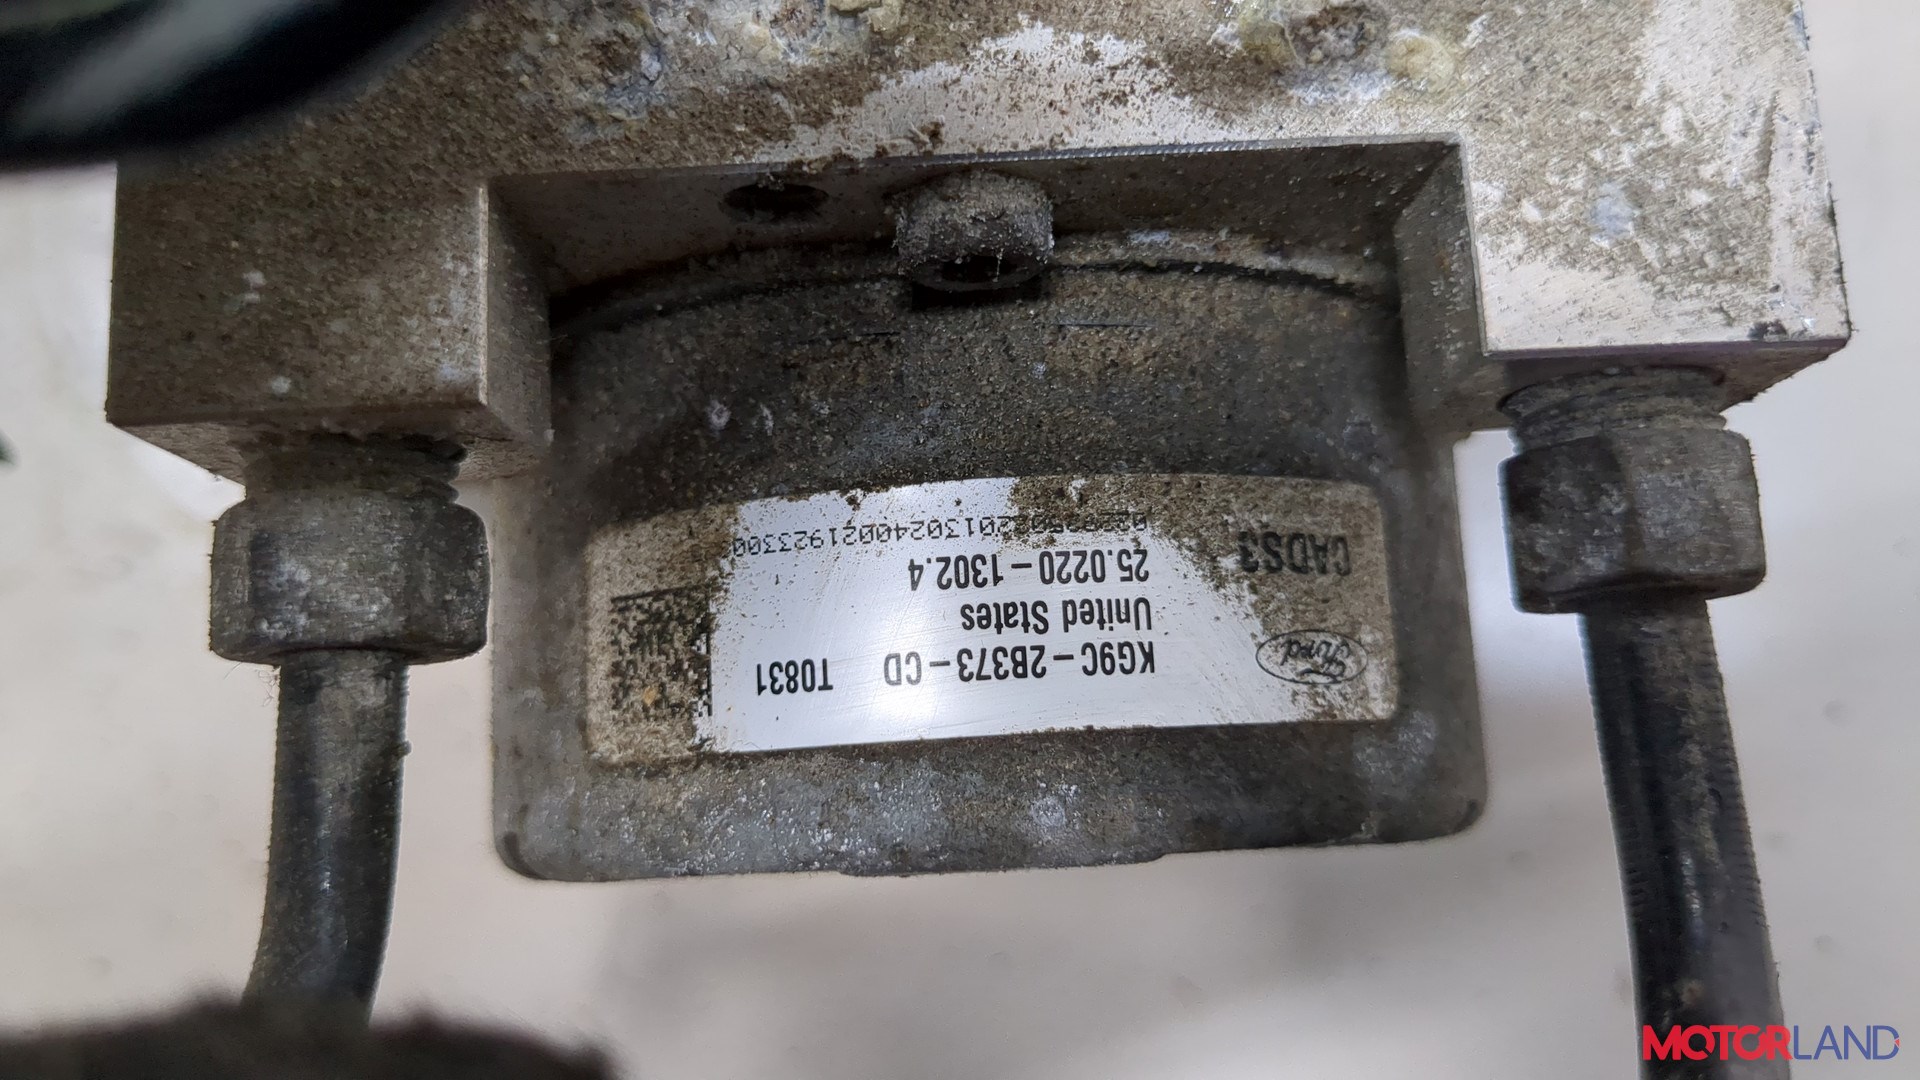 Ford
KG9C-2B373-CD T0831
United States
25.0220-1302.4
CADS3
MOTORLAND